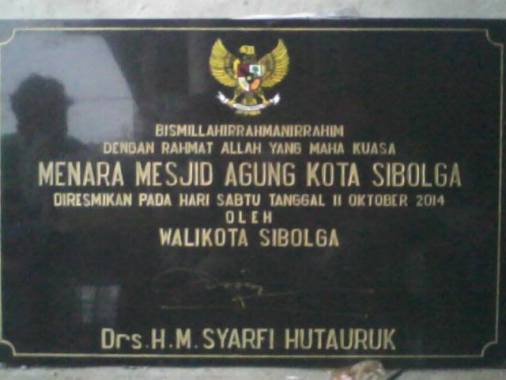 BISMILLAHIRRAHMANIRRAHIM
DENGAN RAHMAT ALLAH YANG MAHA KUASA
MENARA MESJID AGUNG KOTA SIBOLGA
DIRESMIKAN PADA HARI SABTU TANGGAL 11 OKTOBER 2014
OLEH
WALIKOTA SIBOLGA
Drs.H.M.SYARFI HUTAURUK